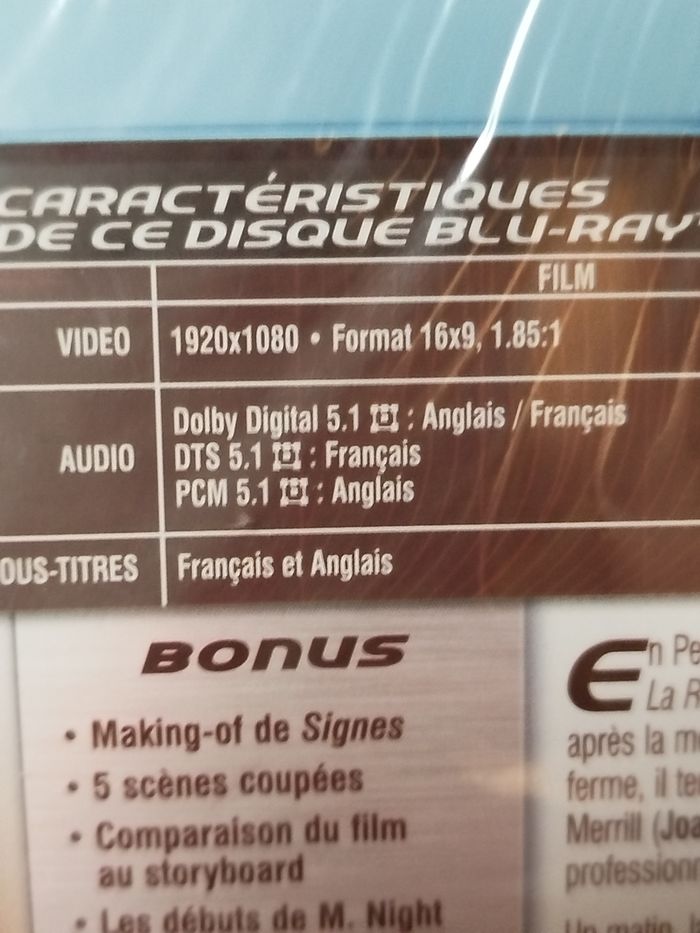 CARACTÉRISTIQUES
DE CE DISQUE BLU-RAY
FILM
VIDEO
1920x1080 • Format 16x9, 1.85:1
AUDIO
Dolby Digital 5.1 : Anglais / Français
DTS 5.1 : Français
PCM 5.1 : Anglais
OUS-TITRES
Français et Anglais
BONUS
• Making-of de Signes
• 5 scènes coupées
• Comparaison du film
au storyboard
• Les débuts de M. Night
En Pe
La R
après la m
ferme, il te
Merrill (Joa
professionn
Un matin